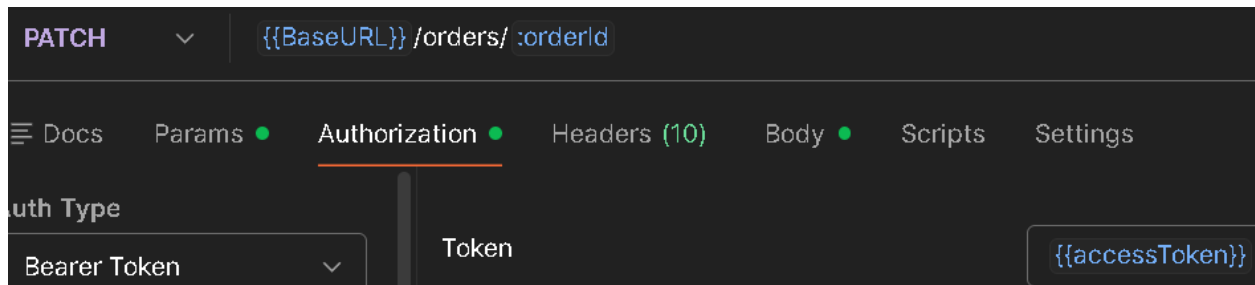 PATCH {{BaseURL}}/orders/:orderId
Docs Params Authorization Headers (10) Body Scripts Settings
uth Type
Token {{accessToken}}
Bearer Token